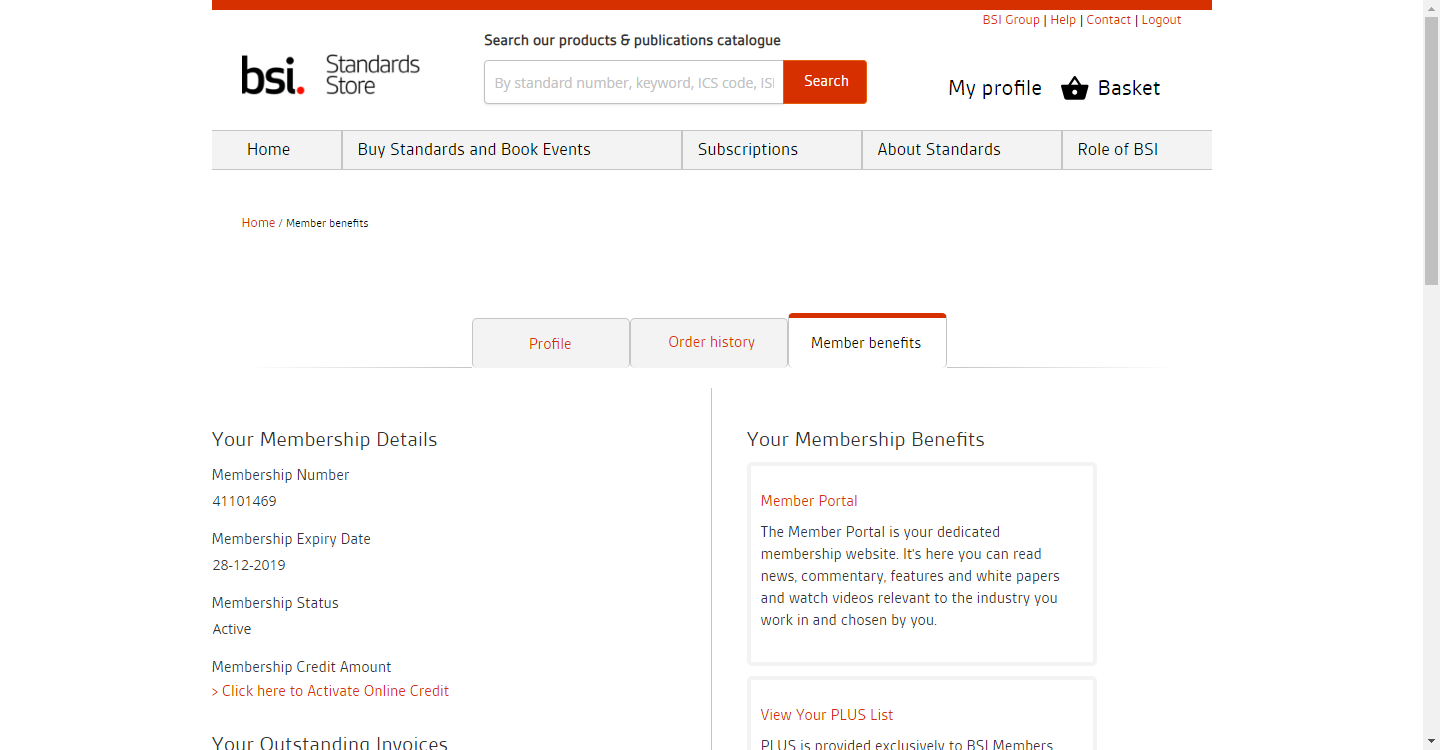 BSI Group | Help | Contact | Logout
Search our products & publications catalogue
bsi. Standards Store
By standard number, keyword, ICS code, ISI
Search
My profile
Basket
Home
Buy Standards and Book Events
Subscriptions
About Standards
Role of BSI
Home / Member benefits
Profile
Order history
Member benefits
Your Membership Details
Membership Number
41101469
Membership Expiry Date
28-12-2019
Membership Status
Active
Membership Credit Amount
> Click here to Activate Online Credit
Your Outstanding Invoices
Your Membership Benefits
Member Portal
The Member Portal is your dedicated
membership website. It's here you can read
news, commentary, features and white papers
and watch videos relevant to the industry you
work in and chosen by you.
View Your PLUS List
PLUS is provided exclusively to BSI Members